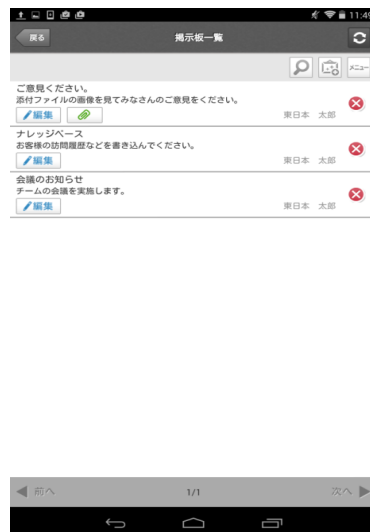 11:49
戻る
掲示板一覧
メニュー
ご意見ください。
添付ファイルの画像を見てみなさんのご意見をください。
編集
東日本 太郎
ナレッジベース
お客様の訪問履歴などを書き込んでください。
編集
東日本 太郎
会議のお知らせ
チームの会議を実施します。
編集
東日本 太郎
前へ
1/1
次へ